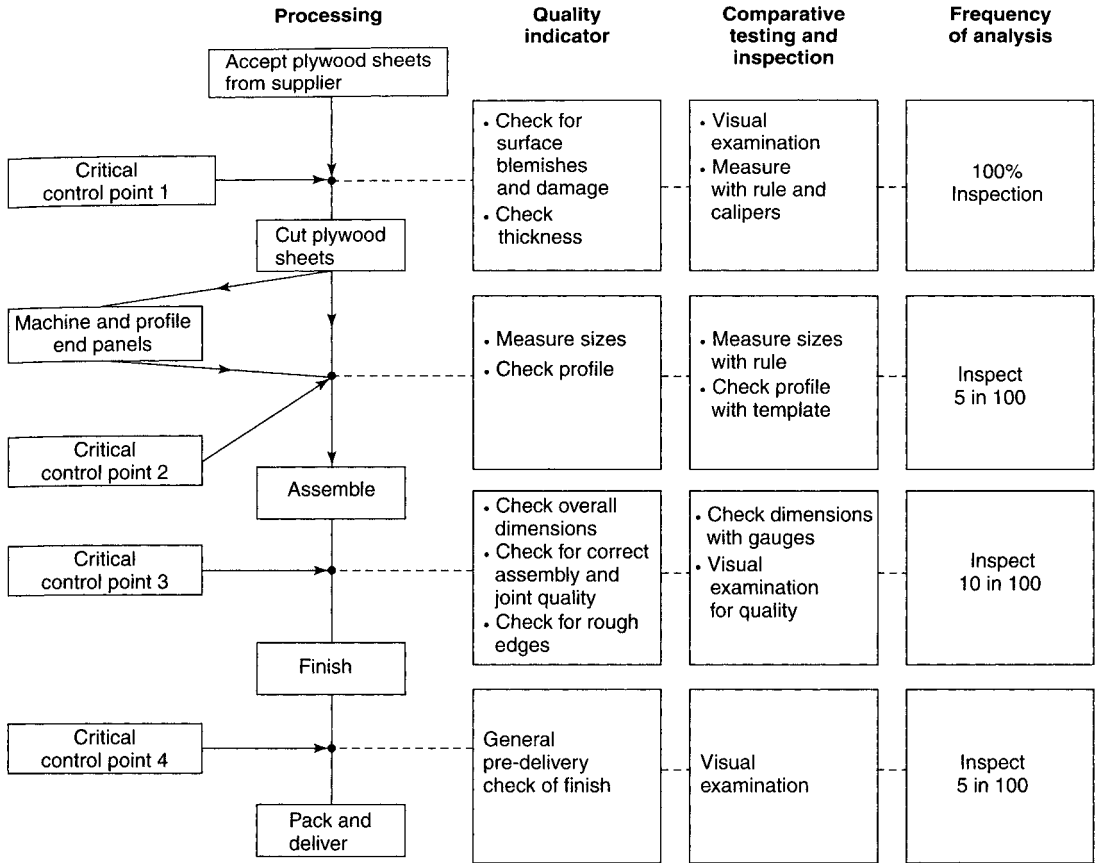 Processing
Quality
indicator
Comparative
testing and
inspection
Frequency
of analysis
Accept plywood sheets
from supplier
Critical
control point 1
• Check for
surface
blemishes
and damage
• Check
thickness
• Visual
examination
• Measure
with rule and
calipers
100%
Inspection
Cut plywood
sheets
Machine and profile
end panels
• Measure sizes
• Check profile
• Measure sizes
with rule
• Check profile
with template
Inspect
5 in 100
Critical
control point 2
Assemble
Critical
control point 3
• Check overall
dimensions
• Check for correct
assembly and
joint quality
• Check for rough
edges
• Check dimensions
with gauges
• Visual
examination
for quality
Inspect
10 in 100
Finish
Critical
control point 4
General
pre-delivery
check of finish
Visual
examination
Inspect
5 in 100
Pack and
deliver